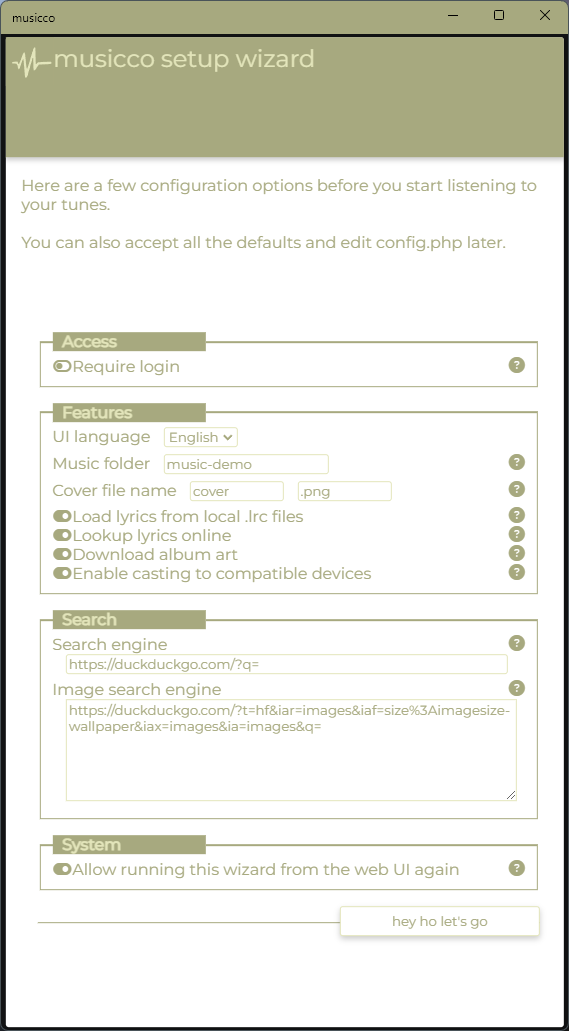 musicco
musicco setup wizard
Here are a few configuration options before you start listening to
your tunes.
You can also accept all the defaults and edit config.php later.
Access
Require login ?
Features
UI language English
Music folder music-demo ?
Cover file name cover .png ?
Load lyrics from local .lrc files ?
Lookup lyrics online ?
Download album art ?
Enable casting to compatible devices ?
Search
Search engine ?
https://duckduckgo.com/?q=
Image search engine ?
https://duckduckgo.com/?t=hf&iar=images&iaf=size%3Aimagesize-
wallpaper&iax=images&ia=images&q=
System
Allow running this wizard from the web UI again ?
hey ho let's go